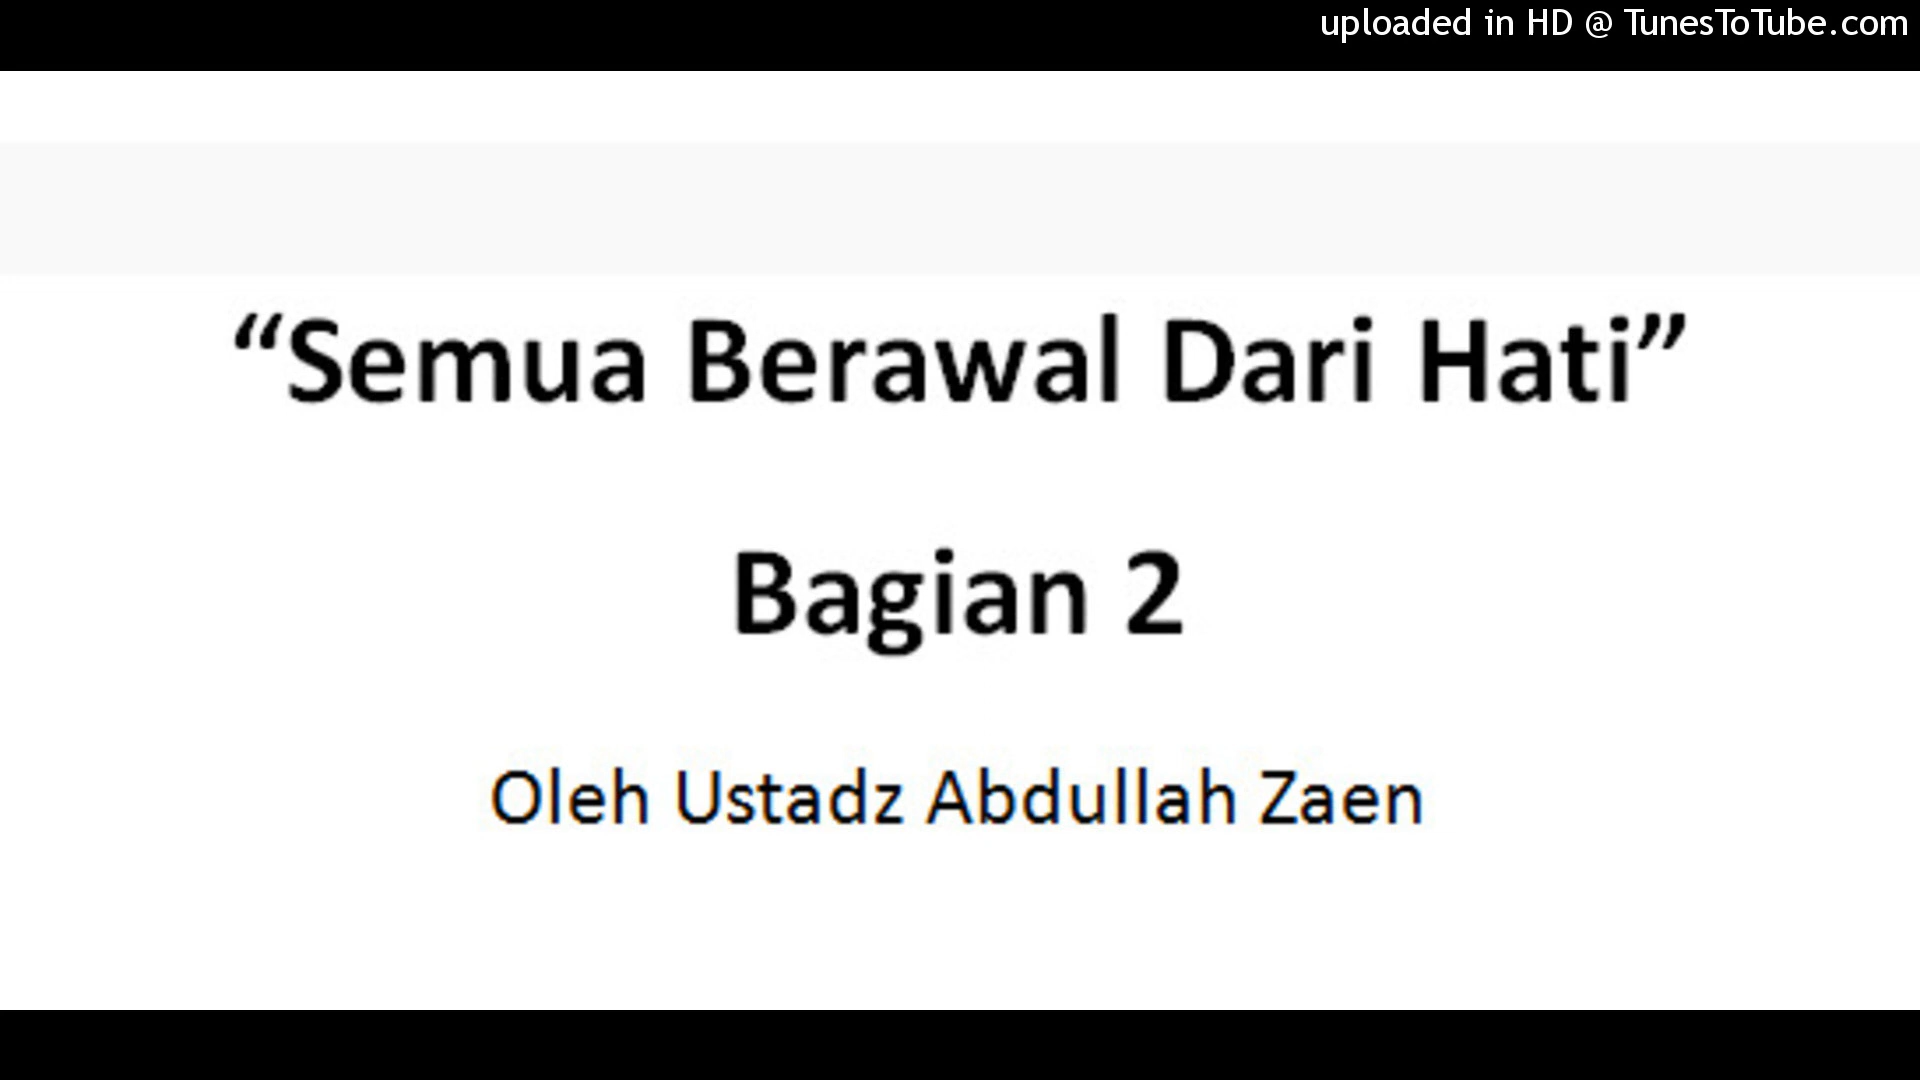 uploaded in HD @ TunesToTube.com
“Semua Berawal Dari Hati”
Bagian 2
Oleh Ustadz Abdullah Zaen